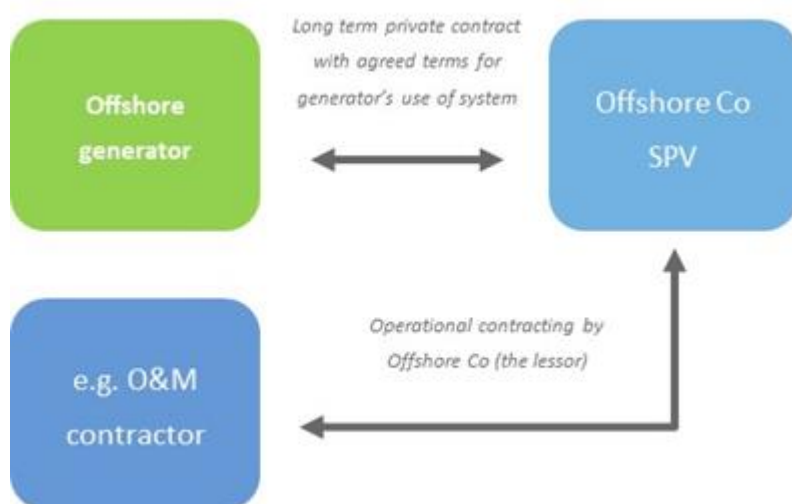 Long term private contract
with agreed terms for
generator's use of system
Offshore
generator
Offshore Co
SPV
Operational contracting by
Offshore Co (the lessor)
e.g. O&M
contractor